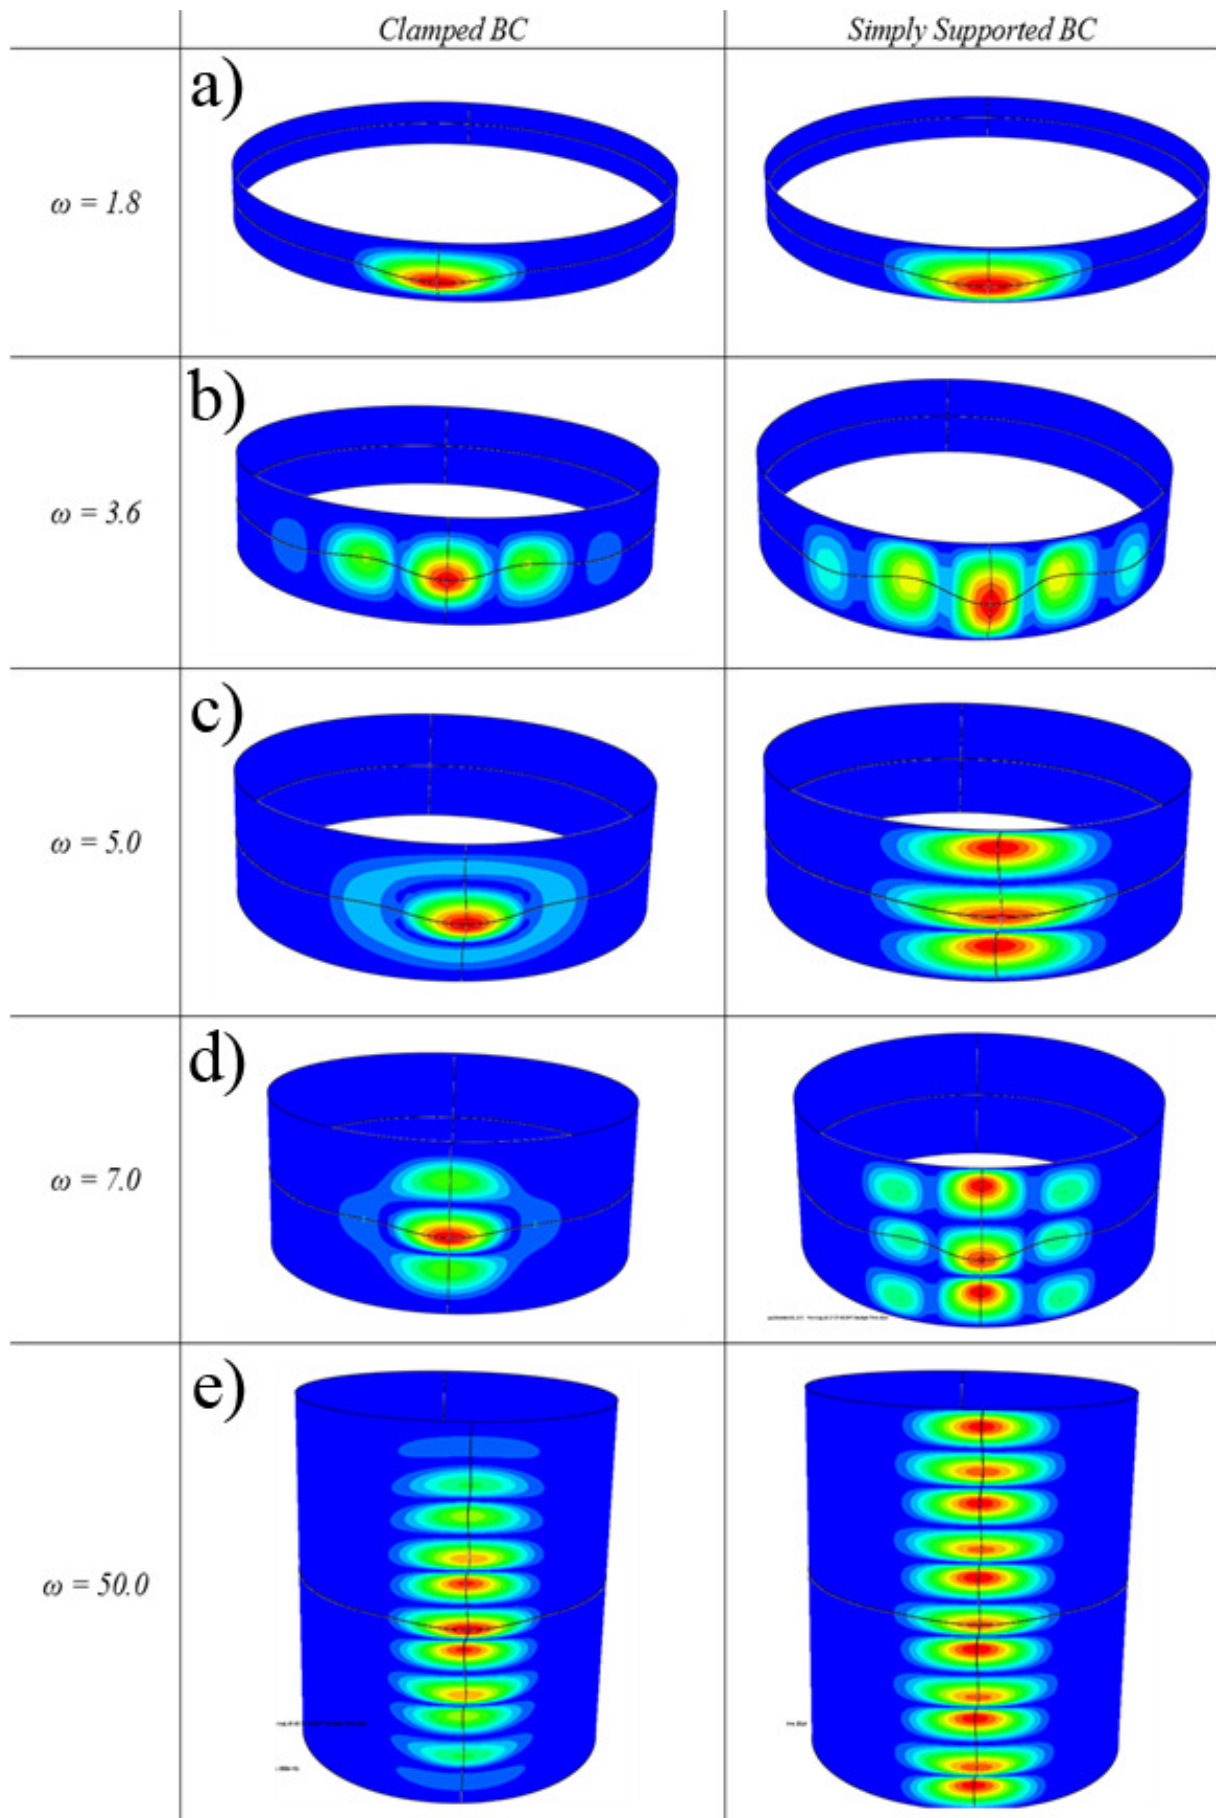 Clamped BC
Simply Supported BC
a)
ω = 1.8
b)
ω = 3.6
c)
ω = 5.0
d)
ω = 7.0
e)
ω = 50.0